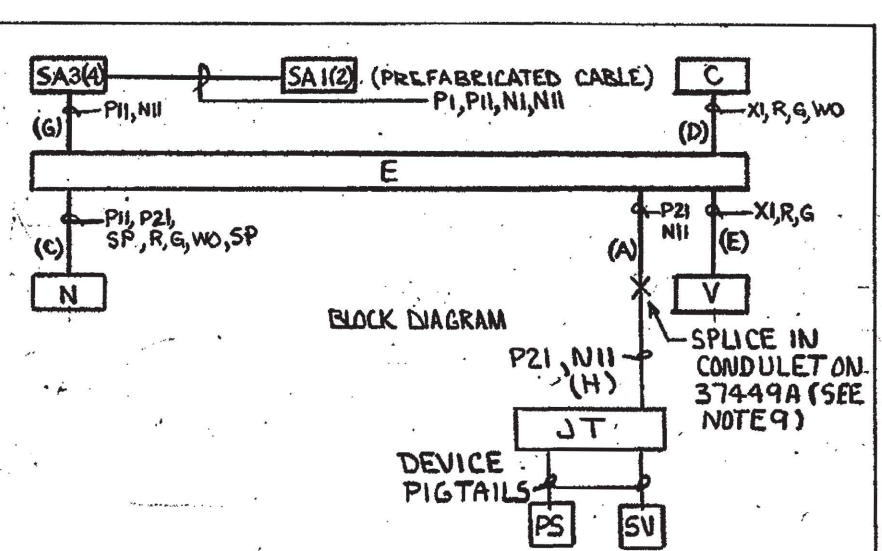 SA3(4)
SA1(2)
(PREFABRICATED CABLE)
C
P11,N11
P1,P11,N1,N11
X1,R,G,WO
(G)
(D)
E
P11,P21,
SP,R,G,WO,SP
P21
N11
X1,R,G
(C)
(A)
(E)
N
V
BLOCK DIAGRAM
SPLICE IN
CONDULET ON
37449A (SEE
NOTE 9)
P21,N11
(H)
JT
DEVICE
PIGTAILS
PS
SV